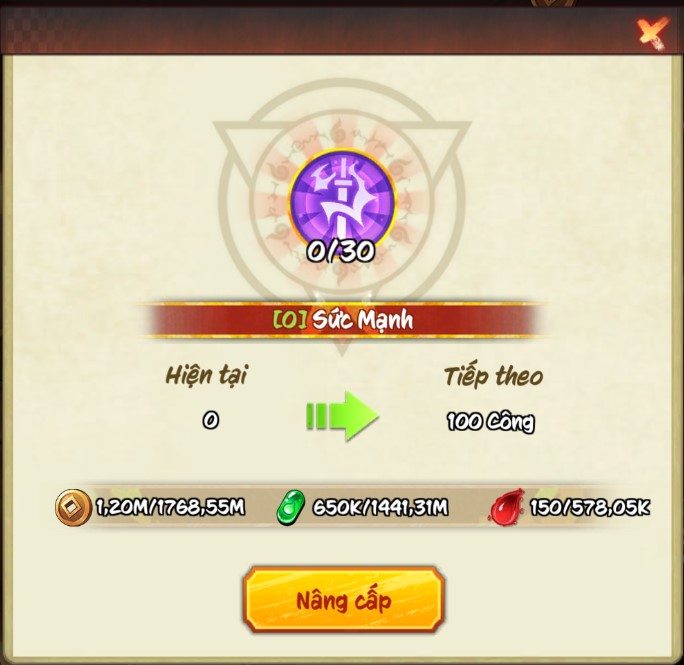 0/30
[0] Sức Mạnh
Hiện tại
Tiếp theo
0
100 Công
1,20M/1768,55M
650K/1441,31M
150/578,05K
Nâng cấp